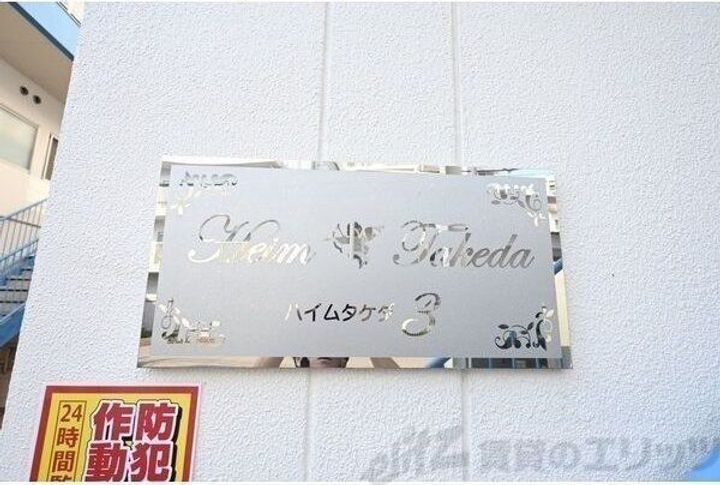 Heim Takeda
ハイムタケダ 3
24時間監
防犯
作動
賃貸のエリッツ